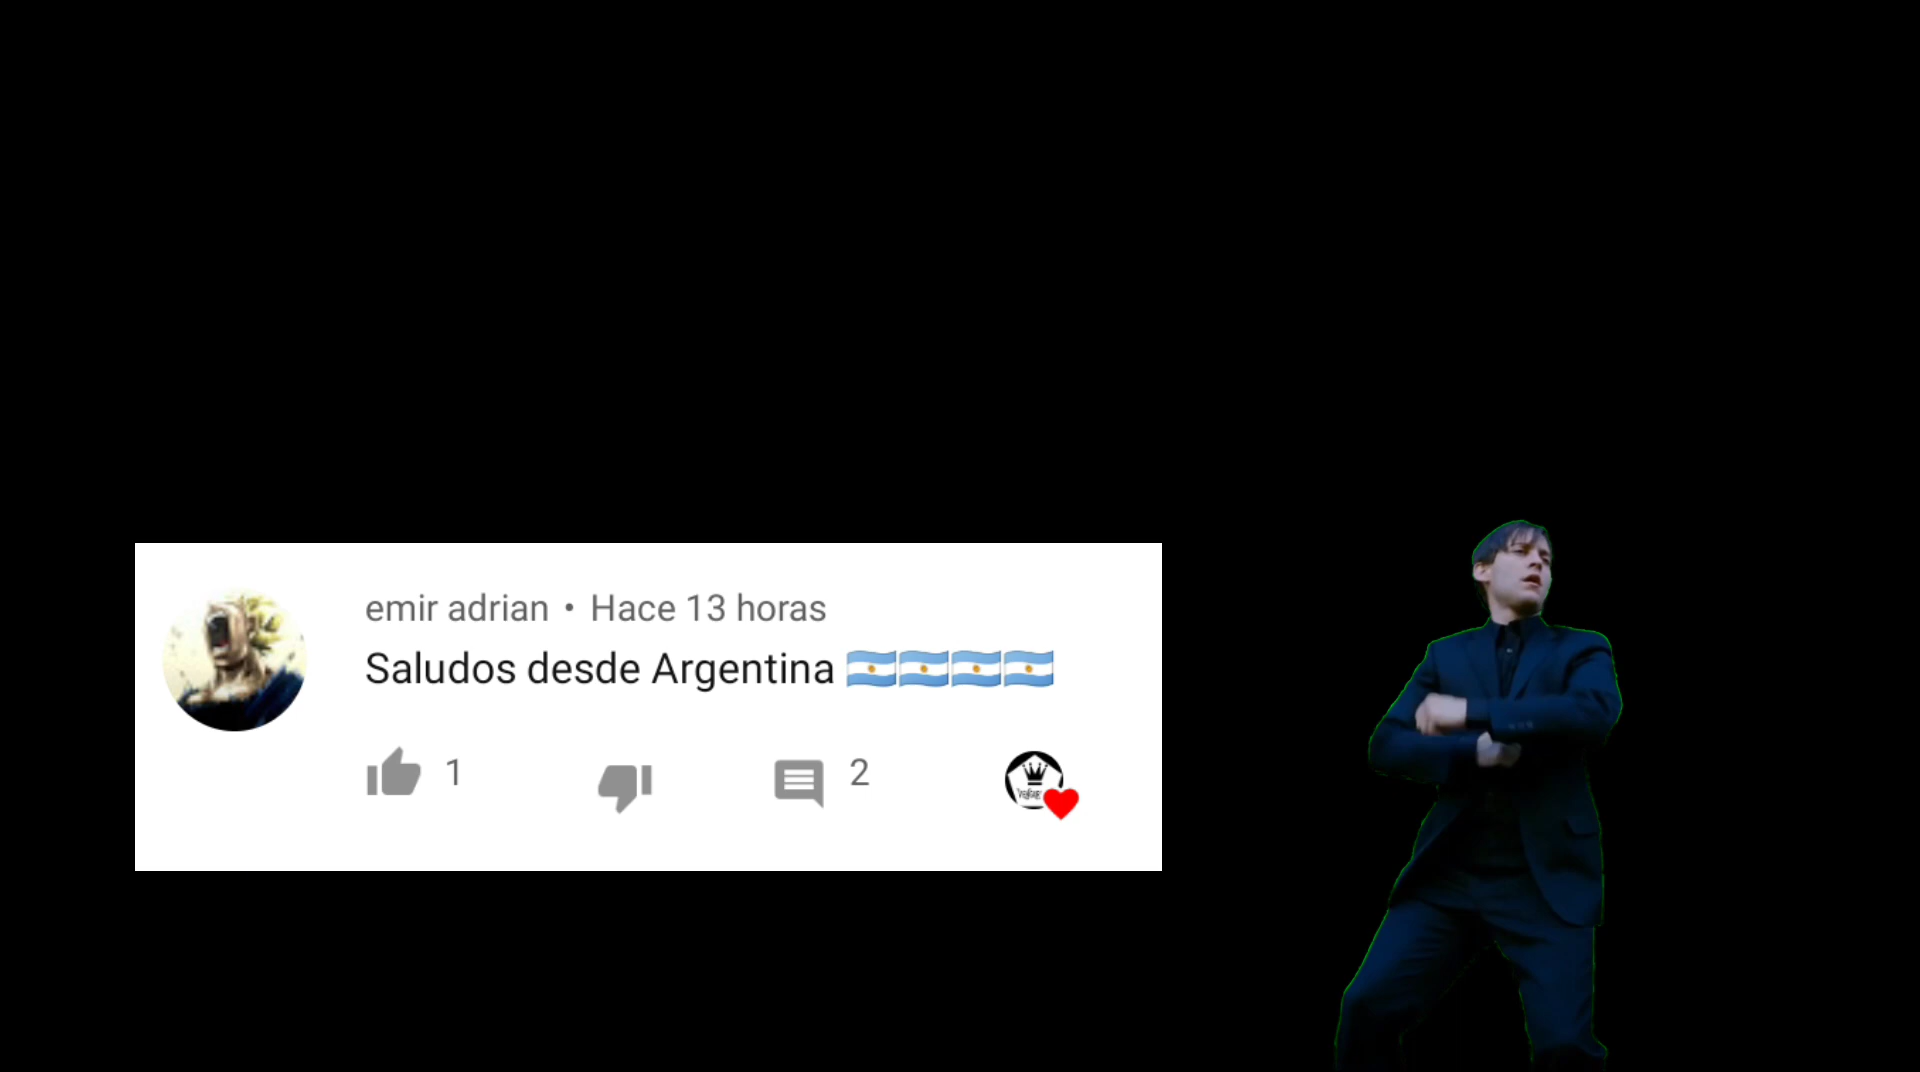 emir adrian • Hace 13 horas
Saludos desde Argentina 🇦🇷🇦🇷🇦🇷🇦🇷
1
2